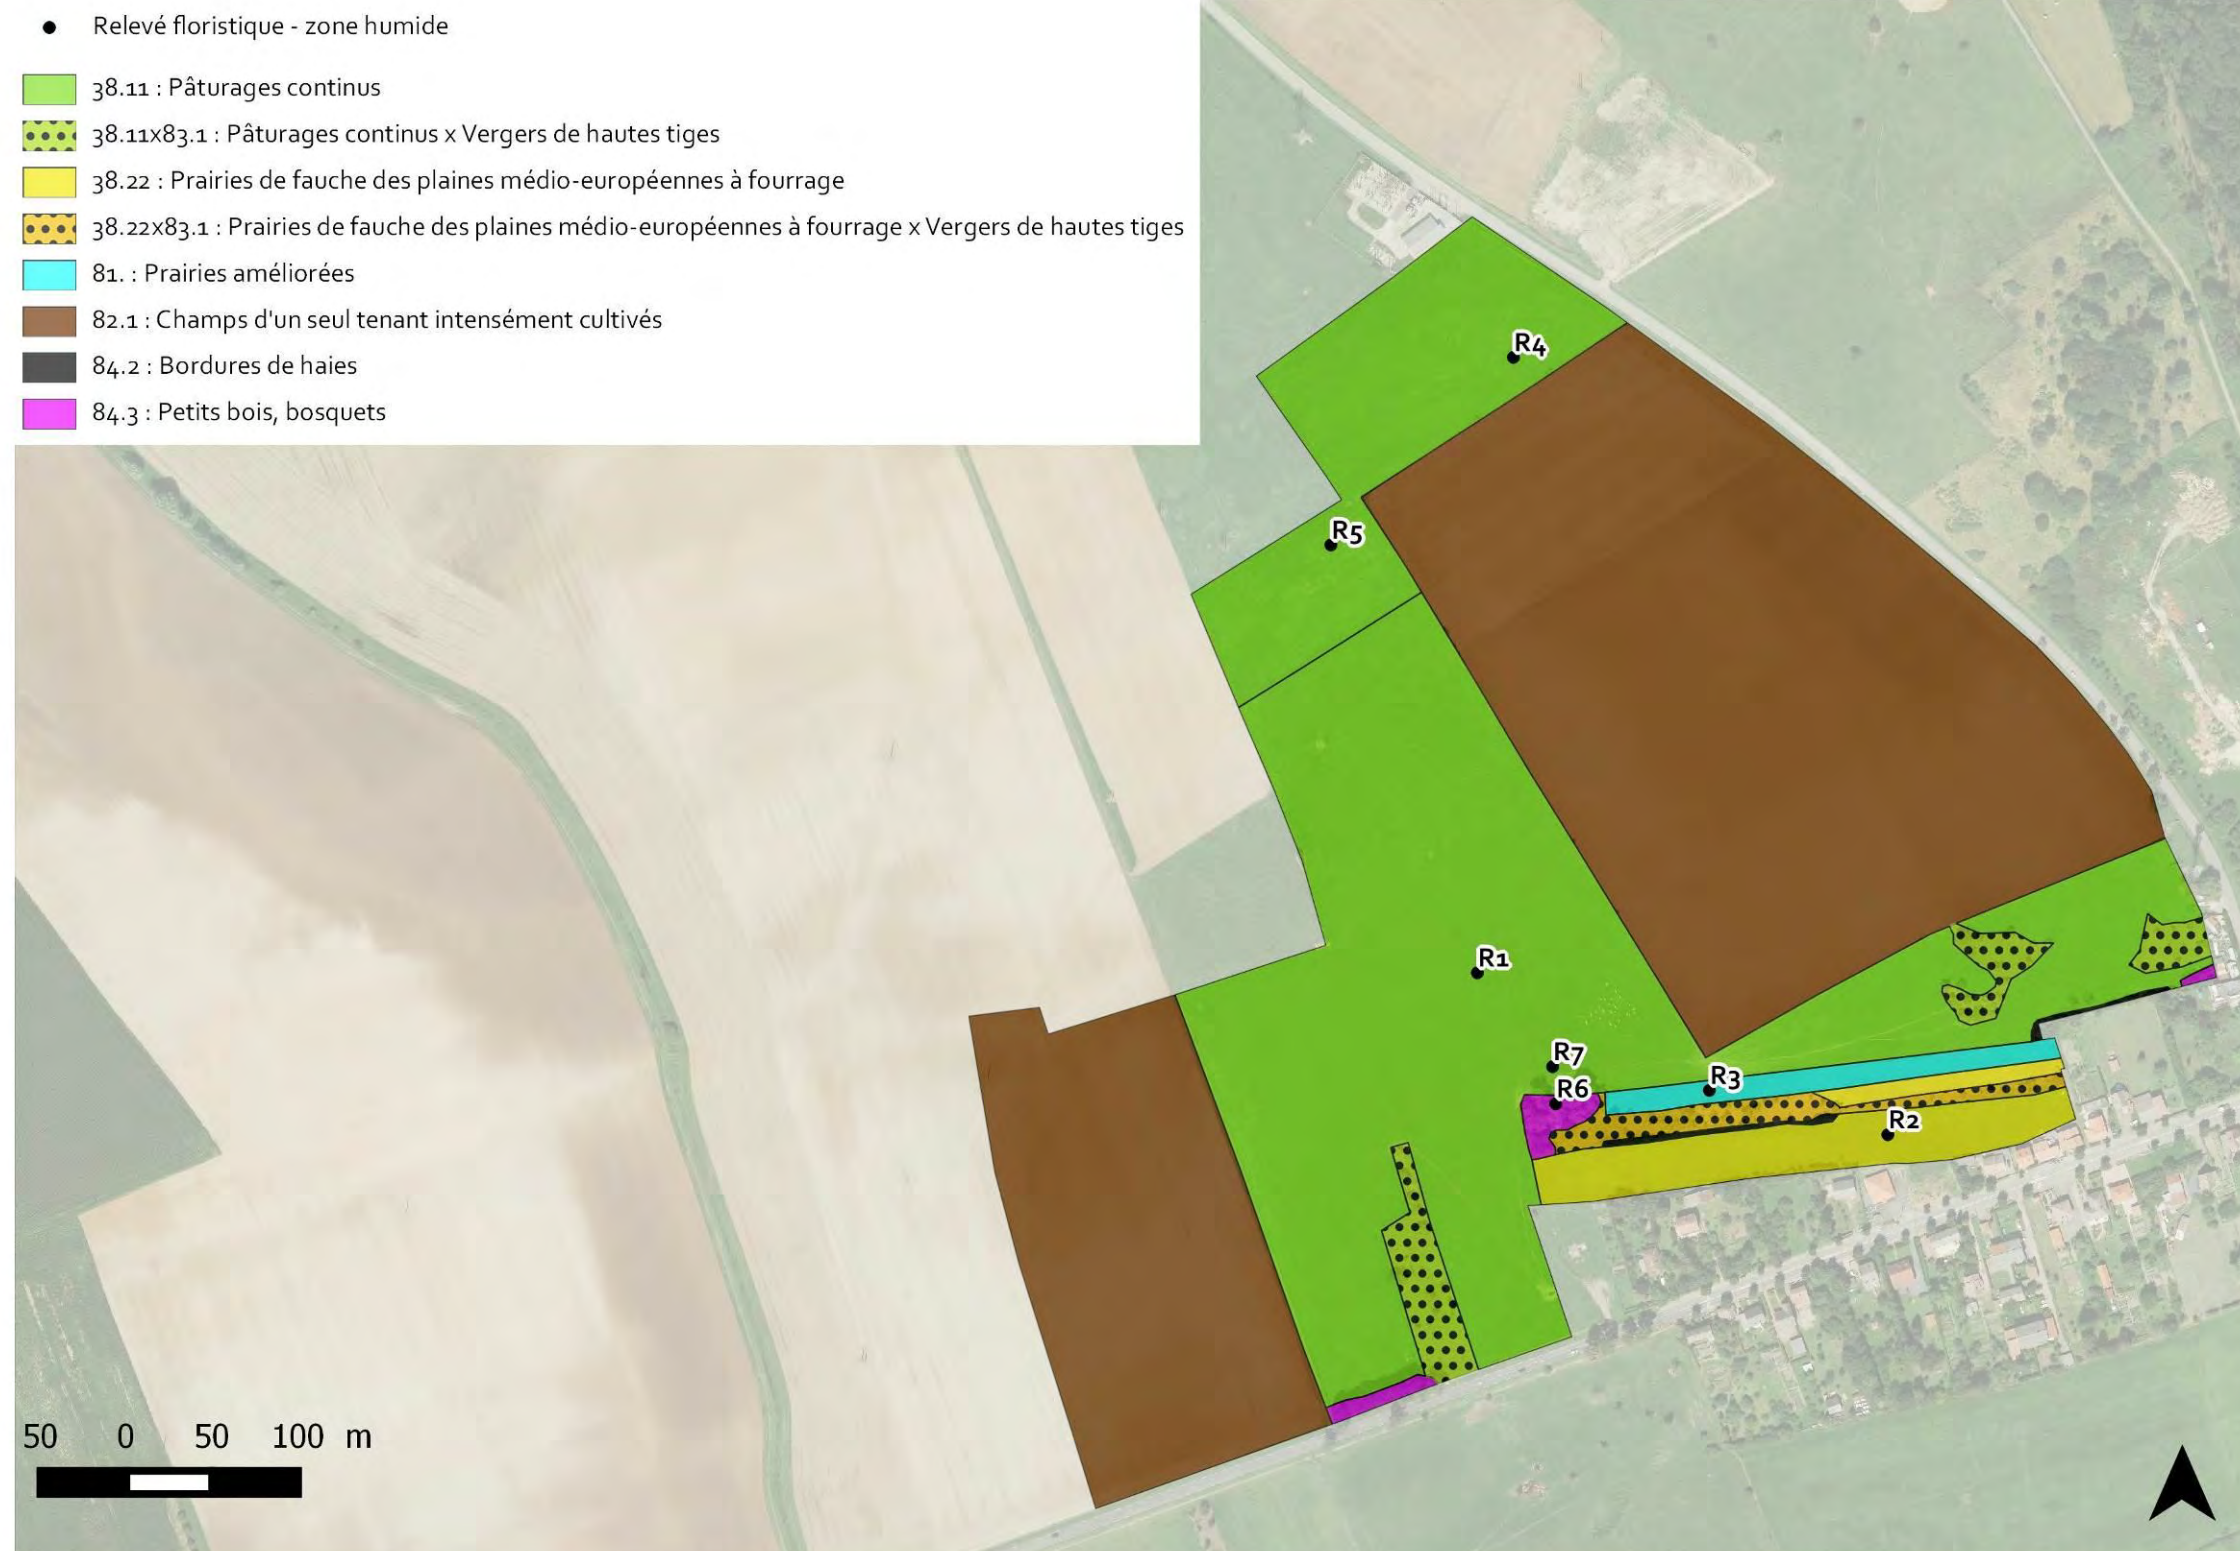 Relevé floristique - zone humide
38.11 : Pâturages continus
38.11x83.1 : Pâturages continus x Vergers de hautes tiges
38.22 : Prairies de fauche des plaines médio-européennes à fourrage
38.22x83.1 : Prairies de fauche des plaines médio-européennes à fourrage x Vergers de hautes tiges
81. : Prairies améliorées
82.1 : Champs d'un seul tenant intensément cultivés
84.2 : Bordures de haies
84.3 : Petits bois, bosquets
R4
R5
R1
R7
R6
R3
R2
50 0 50 100 m